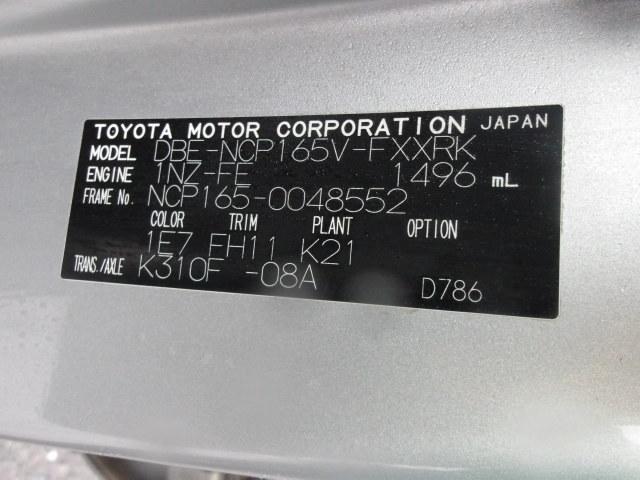 TOYOTA MOTOR CORPORATION JAPAN
MODEL DBE-NCP165V-FXXRK
ENGINE 1NZ-FE 1496 mL
FRAME No. NCP165-0048552
COLOR TRIM PLANT OPTION
1E7 FH11 K21
TRANS./AXLE K310F -08A
D786